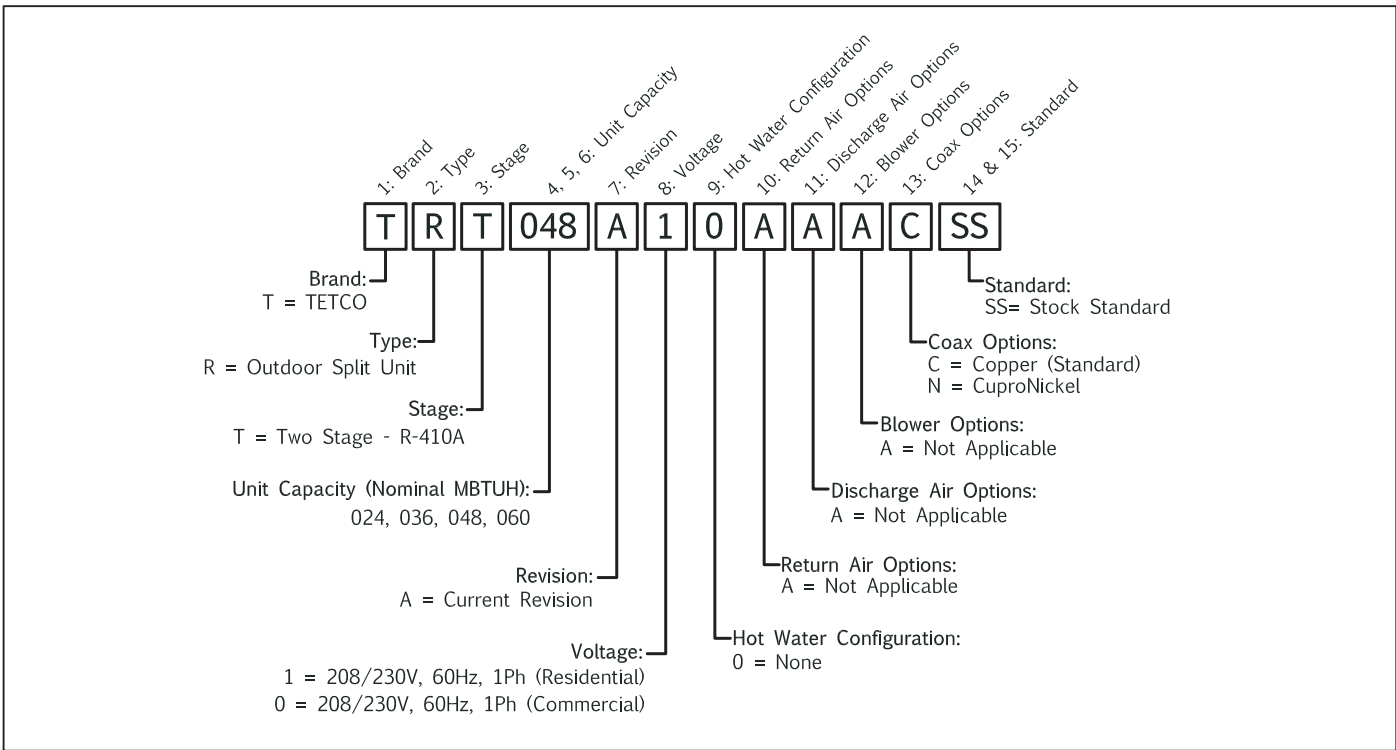 1: Brand
2: Type
3: Stage
4, 5, 6: Unit Capacity
7: Revision
8: Voltage
9: Hot Water Configuration
10: Return Air Options
11: Discharge Air Options
12: Blower Options
13: Coax Options
14 & 15: Standard
T R T 048 A 1 0 A A A C SS
Brand:
T = TETCO
Type:
R = Outdoor Split Unit
Stage:
T = Two Stage - R-410A
Unit Capacity (Nominal MBTUH):
024, 036, 048, 060
Revision:
A = Current Revision
Voltage:
1 = 208/230V, 60Hz, 1Ph (Residential)
0 = 208/230V, 60Hz, 1Ph (Commercial)
Standard:
SS= Stock Standard
Coax Options:
C = Copper (Standard)
N = CuproNickel
Blower Options:
A = Not Applicable
Discharge Air Options:
A = Not Applicable
Return Air Options:
A = Not Applicable
Hot Water Configuration:
0 = None